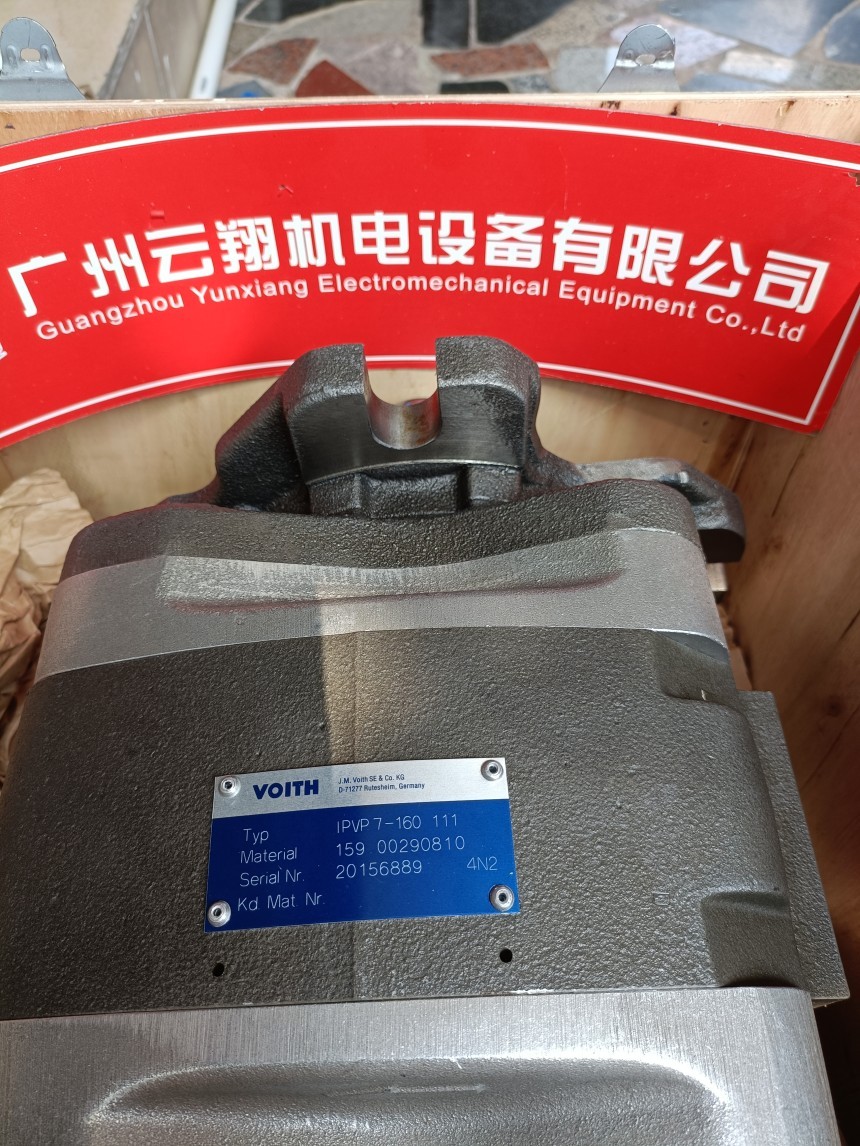 广州云翔机电设备有限公司
Guangzhou Yunxiang Electromechanical Equipment Co.,Ltd
VOITH
J.M. Voith SE & Co. KG
D-71277 Rutesheim, Germany
Typ IPVP 7-160 111
Material 159 00290810
Serial Nr. 20156889 4N2
Kd. Mat. Nr.